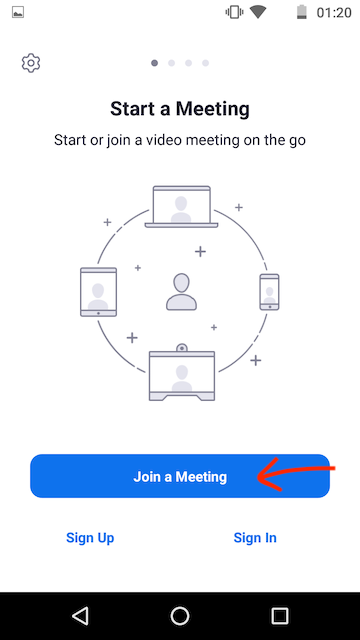 01:20
Start a Meeting
Start or join a video meeting on the go
Join a Meeting
Sign Up
Sign In